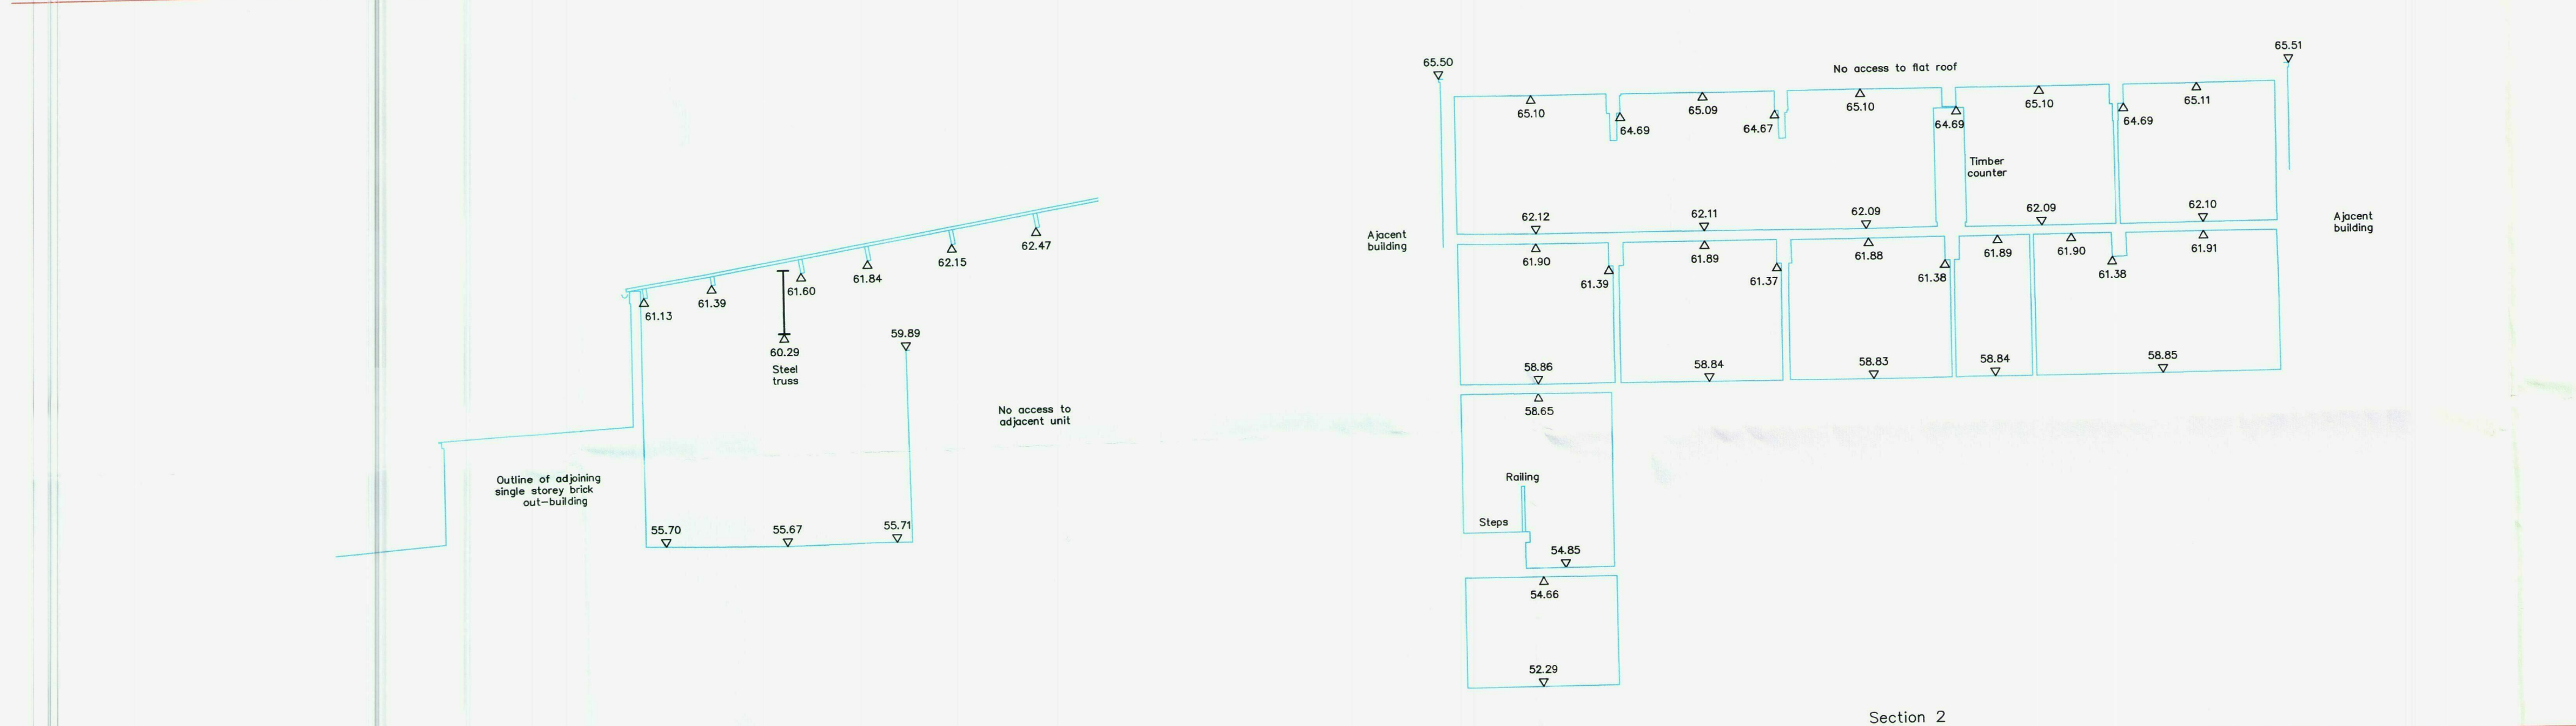 65.50
65.51
No access to flat roof
65.10
65.09
65.10
65.10
65.11
64.69
64.67
64.69
64.69
Timber
counter
62.12
62.11
62.09
62.09
62.10
Ajacent
building
Ajacent
building
61.90
61.89
61.88
61.89
61.90
61.91
61.39
61.37
61.38
61.38
58.86
58.84
58.83
58.84
58.85
58.65
Railing
Steps
54.85
54.66
52.29
Section 2
62.47
62.15
61.84
61.60
61.39
61.13
60.29
Steel
truss
59.89
No access to
adjacent unit
Outline of adjoining
single storey brick
out-building
55.70
55.67
55.71